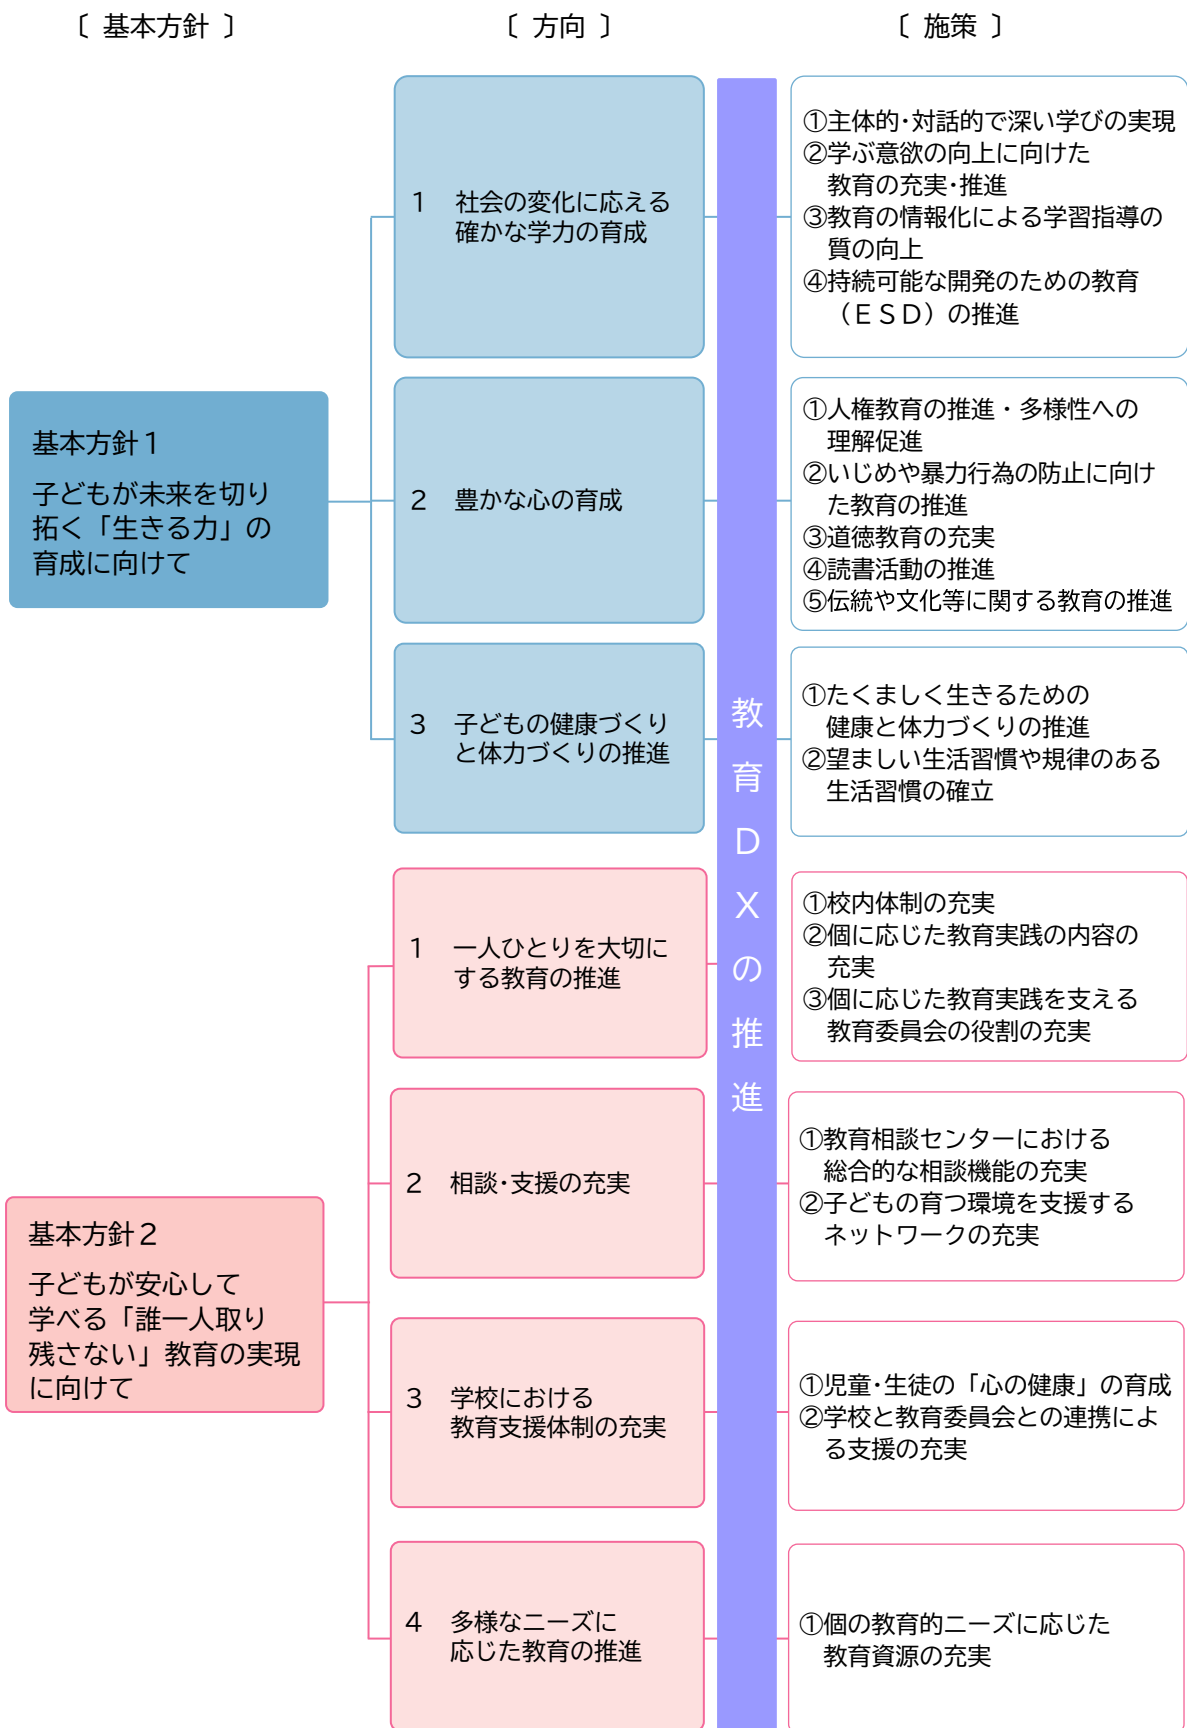 〔 基本方針 〕
〔 方向 〕
〔 施策 〕
基本方針１
子どもが未来を切り
拓く「生きる力」の
育成に向けて
1 社会の変化に応える
確かな学力の育成
①主体的･対話的で深い学びの実現
②学ぶ意欲の向上に向けた
教育の充実･推進
③教育の情報化による学習指導の
質の向上
④持続可能な開発のための教育
（ＥＳＤ）の推進
2 豊かな心の育成
①人権教育の推進・多様性への
理解促進
②いじめや暴力行為の防止に向け
た教育の推進
③道徳教育の充実
④読書活動の推進
⑤伝統や文化等に関する教育の推進
3 子どもの健康づくり
と体力づくりの推進
①たくましく生きるための
健康と体力づくりの推進
②望ましい生活習慣や規律のある
生活習慣の確立
教育ＤＸの推進
基本方針２
子どもが安心して
学べる「誰一人取り
残さない」教育の実現
に向けて
1 一人ひとりを大切に
する教育の推進
①校内体制の充実
②個に応じた教育実践の内容の
充実
③個に応じた教育実践を支える
教育委員会の役割の充実
2 相談･支援の充実
①教育相談センターにおける
総合的な相談機能の充実
②子どもの育つ環境を支援する
ネットワークの充実
3 学校における
教育支援体制の充実
①児童･生徒の「心の健康」の育成
②学校と教育委員会との連携によ
る支援の充実
4 多様なニーズに
応じた教育の推進
①個の教育的ニーズに応じた
教育資源の充実